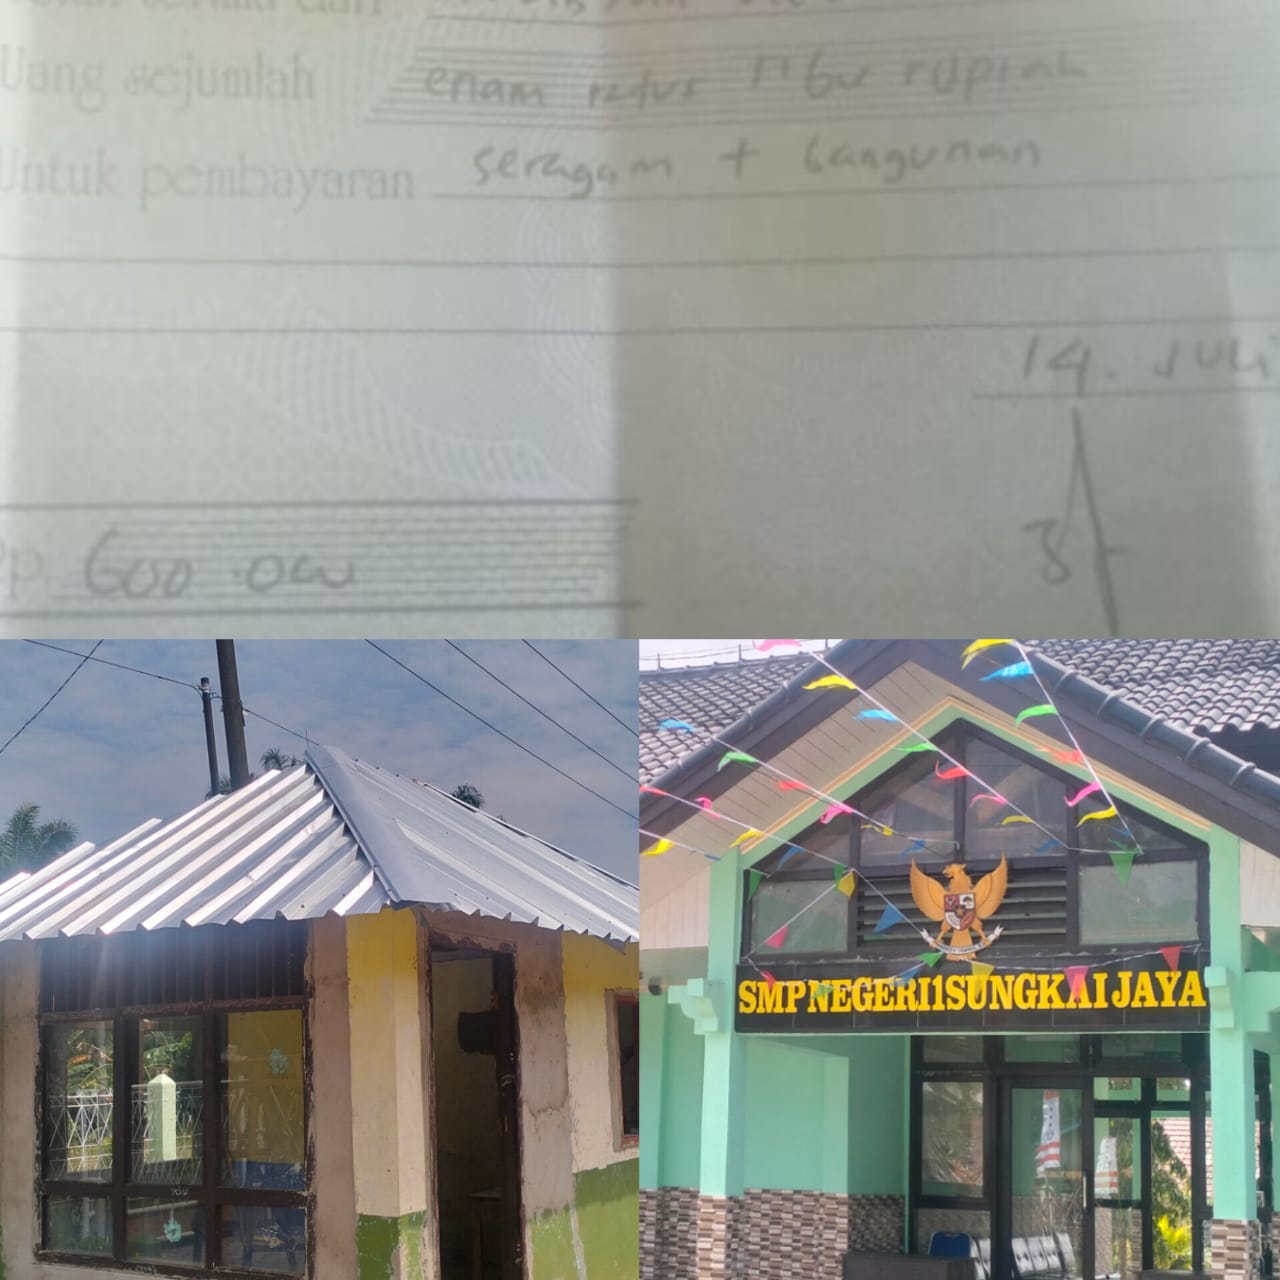 Uang sejumlah enam ratus ribu rupiah
Untuk pembayaran seragam + bangunan
14. Juli
Rp. 600.000
SMP NEGERI 1 SUNGKAI JAYA